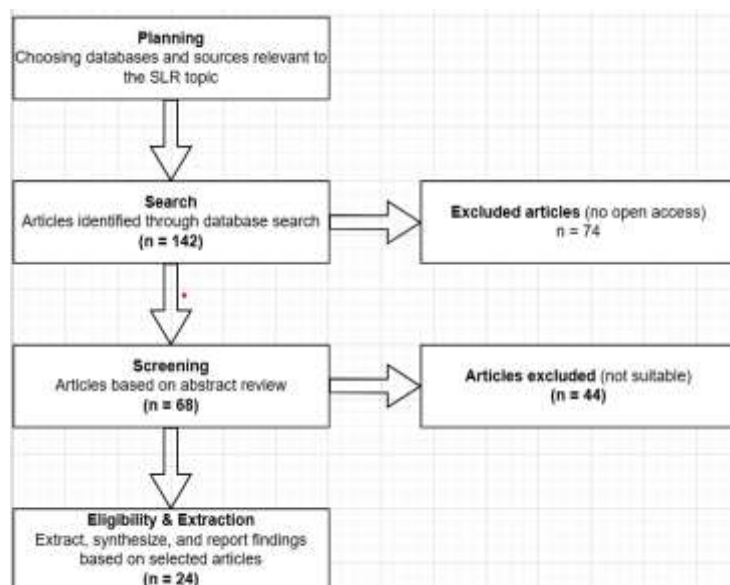 Planning
Choosing databases and sources relevant to
the SLR topic
Search
Articles identified through database search
(n = 142)
Excluded articles (no open access)
n = 74
Screening
Articles based on abstract review
(n = 68)
Articles excluded (not suitable)
(n = 44)
Eligibility & Extraction
Extract, synthesize, and report findings
based on selected articles
(n = 24)